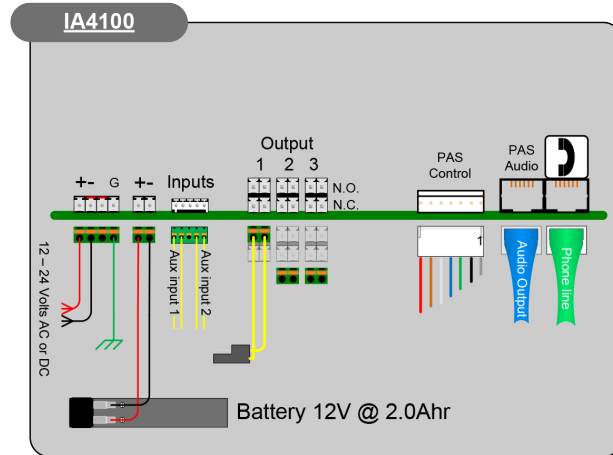 IA4100
Output
+- G +- Inputs 1 2 3
PAS
Control
PAS
Audio
N.O.
N.C.
12 – 24 Volts AC or DC
Aux input 1
Aux input 2
1
Audio Output
Phone line
Battery 12V @ 2.0Ahr